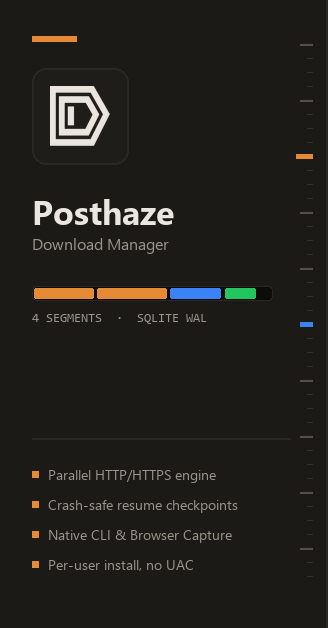 Posthaze
Download Manager
4 SEGMENTS · SQLITE WAL
Parallel HTTP/HTTPS engine
Crash-safe resume checkpoints
Native CLI & Browser Capture
Per-user install, no UAC